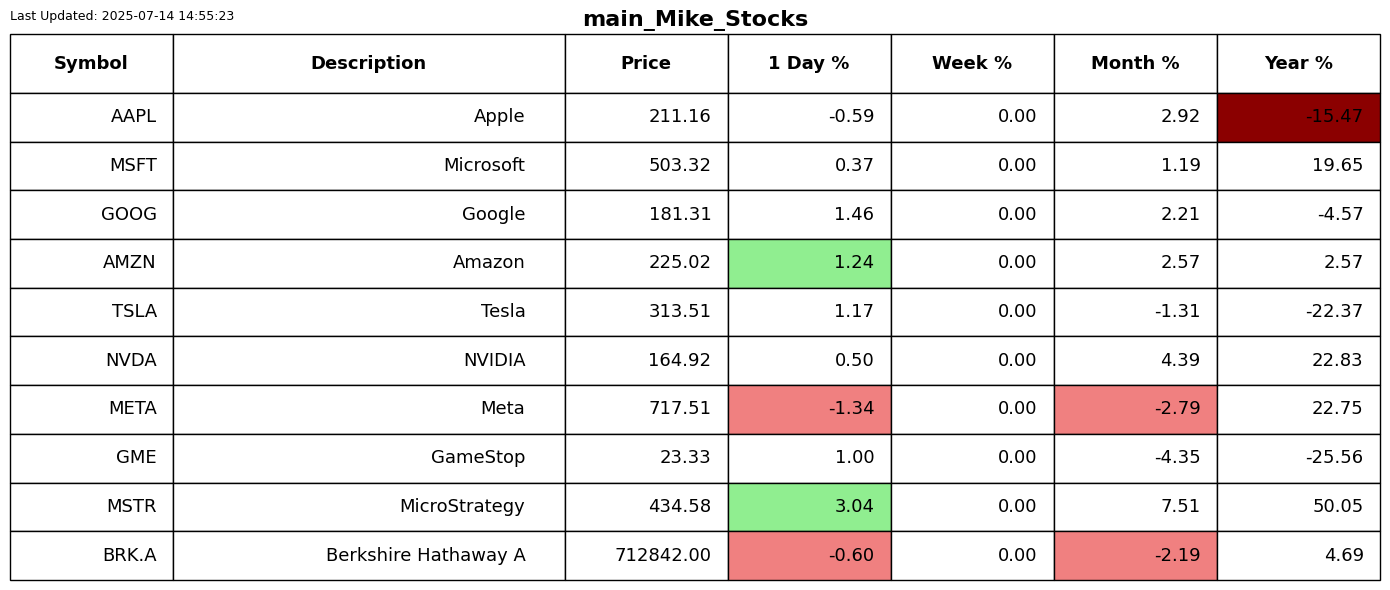 Last Updated: 2025-07-14 14:55:23
main_Mike_Stocks
Symbol Description Price 1 Day % Week % Month % Year %
AAPL Apple 211.16 -0.59 0.00 2.92 -15.47
MSFT Microsoft 503.32 0.37 0.00 1.19 19.65
GOOG Google 181.31 1.46 0.00 2.21 -4.57
AMZN Amazon 225.02 1.24 0.00 2.57 2.57
TSLA Tesla 313.51 1.17 0.00 -1.31 -22.37
NVDA NVIDIA 164.92 0.50 0.00 4.39 22.83
META Meta 717.51 -1.34 0.00 -2.79 22.75
GME GameStop 23.33 1.00 0.00 -4.35 -25.56
MSTR MicroStrategy 434.58 3.04 0.00 7.51 50.05
BRK.A Berkshire Hathaway A 712842.00 -0.60 0.00 -2.19 4.69